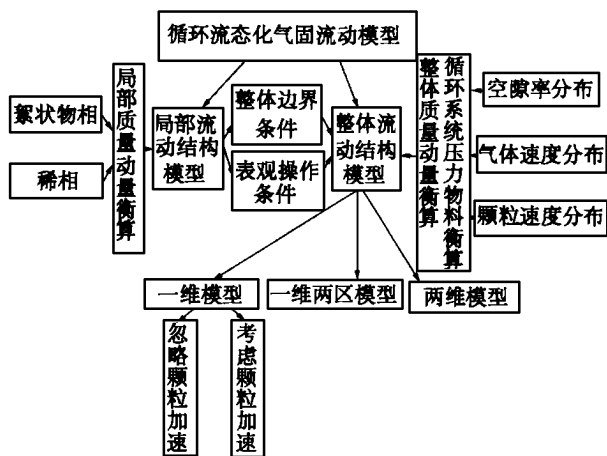 循环流态化气固流动模型
絮状物相
稀相
局部质量动量衡算
局部流动结构模型
整体边界
条件
表观操作
条件
整体流动结构模型
整体质量动量衡算
循环系统压力物料衡算
空隙率分布
气体速度分布
颗粒速度分布
一维模型
一维两区模型
两维模型
忽略颗粒加速
考虑颗粒加速